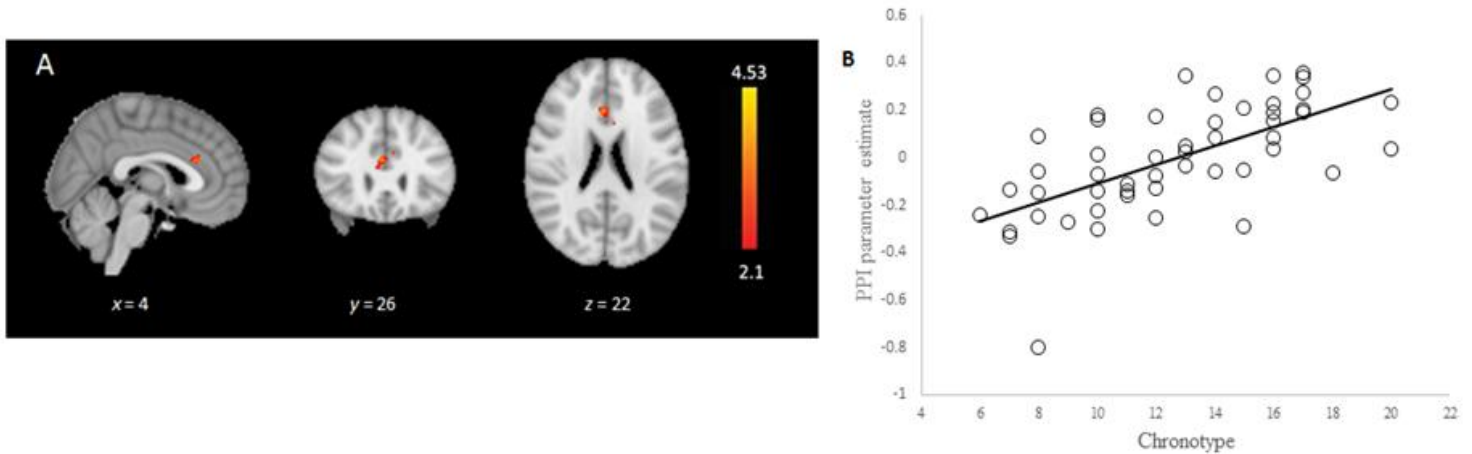 A
4.53
2.1
x = 4
y = 26
z = 22
B
PPI parameter estimate
0.6
0.4
0.2
0
-0.2
-0.4
-0.6
-0.8
-1
4 6 8 10 12 14 16 18 20 22
Chronotype